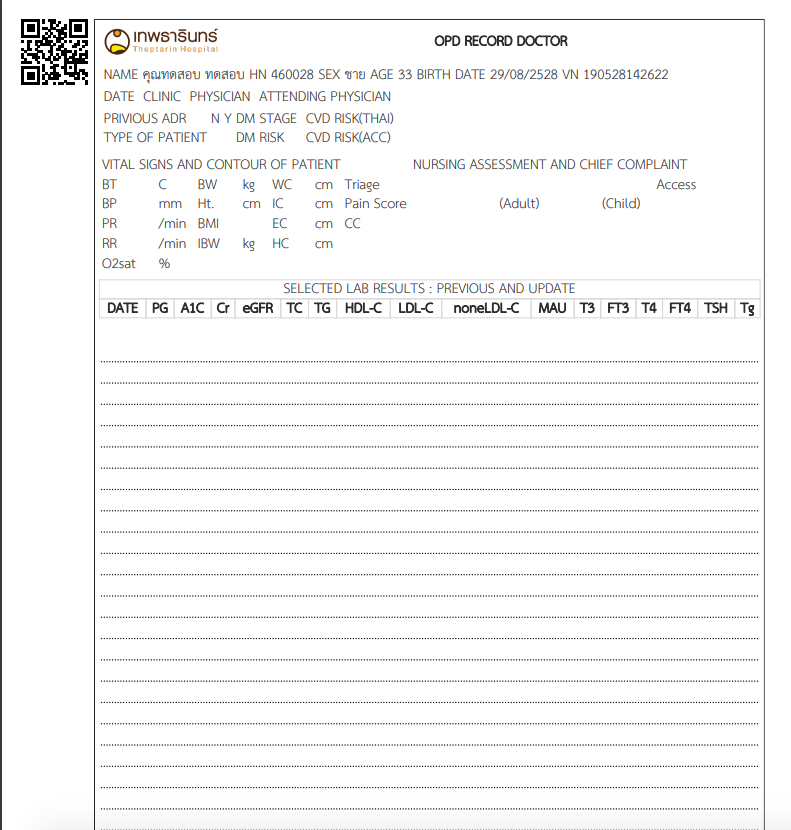 เทพธารินทร์
Theptarin Hospital
OPD RECORD DOCTOR
NAME คุณทดสอบ ทดสอบ HN 460028 SEX ชาย AGE 33 BIRTH DATE 29/08/2528 VN 190528142622
DATE CLINIC PHYSICIAN ATTENDING PHYSICIAN
PRIVIOUS ADR N Y DM STAGE CVD RISK(THAI)
TYPE OF PATIENT DM RISK CVD RISK(ACC)
VITAL SIGNS AND CONTOUR OF PATIENT NURSING ASSESSMENT AND CHIEF COMPLAINT
BT C BW kg WC cm Triage Access
BP mm Ht. cm IC cm Pain Score (Adult) (Child)
PR /min BMI EC cm CC
RR /min IBW kg HC cm
O2sat %
SELECTED LAB RESULTS : PREVIOUS AND UPDATE
DATE PG A1C Cr eGFR TC TG HDL-C LDL-C noneLDL-C MAU T3 FT3 T4 FT4 TSH Tg